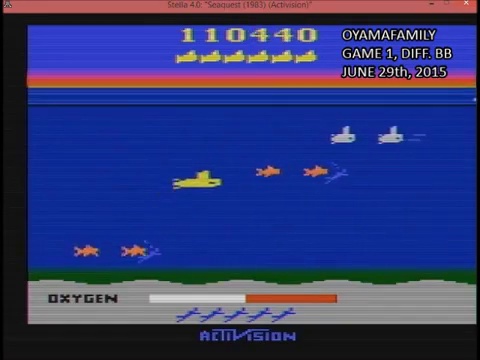 Stella 4.0: "Seaquest (1983) (Activision)"
110440
OYAMAFAMILY
GAME 1, DIFF. BB
JUNE 29th, 2015
OXYGEN
ACTIVISION